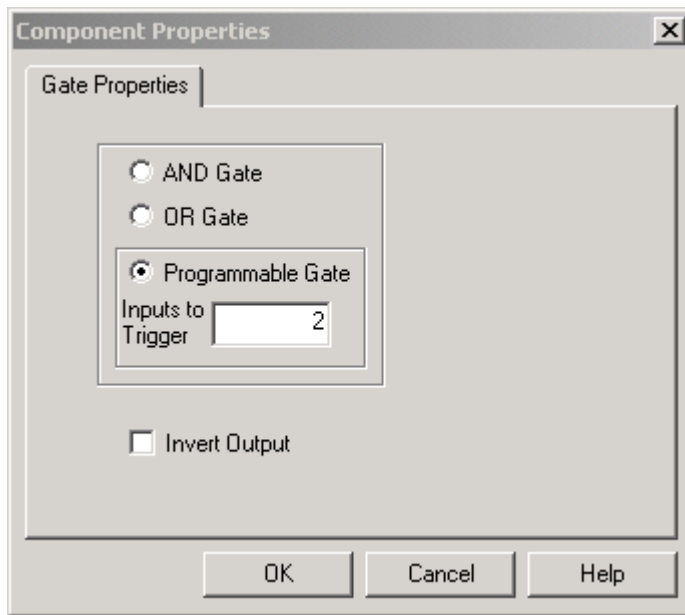 Component Properties
Gate Properties
AND Gate
OR Gate
Programmable Gate
Inputs to
Trigger
2
Invert Output
OK
Cancel
Help